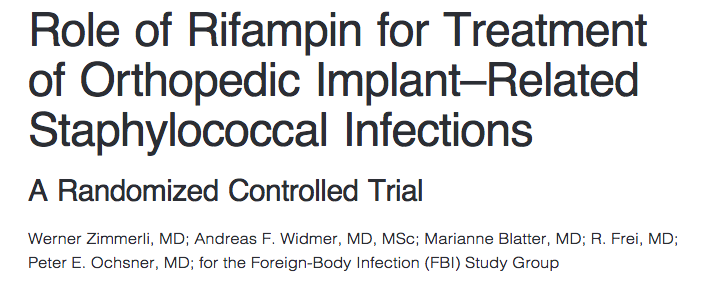 Role of Rifampin for Treatment
of Orthopedic Implant–Related
Staphylococcal Infections
A Randomized Controlled Trial
Werner Zimmerli, MD; Andreas F. Widmer, MD, MSc; Marianne Blatter, MD; R. Frei, MD;
Peter E. Ochsner, MD; for the Foreign-Body Infection (FBI) Study Group